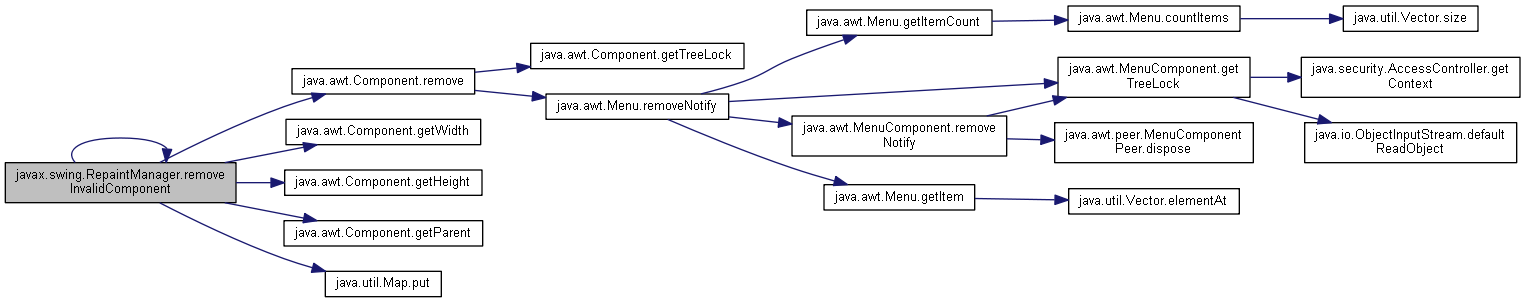 javax.swing.RepaintManager.remove
InvalidComponent
java.awt.Component.remove
java.awt.Component.getWidth
java.awt.Component.getHeight
java.awt.Component.getParent
java.util.Map.put
java.awt.Component.getTreeLock
java.awt.Menu.removeNotify
java.awt.Menu.getItemCount
java.awt.MenuComponent.remove
Notify
java.awt.Menu.getItem
java.awt.Menu.countItems
java.awt.MenuComponent.get
TreeLock
java.awt.peer.MenuComponent
Peer.dispose
java.util.Vector.elementAt
java.util.Vector.size
java.security.AccessController.get
Context
java.io.ObjectInputStream.default
ReadObject